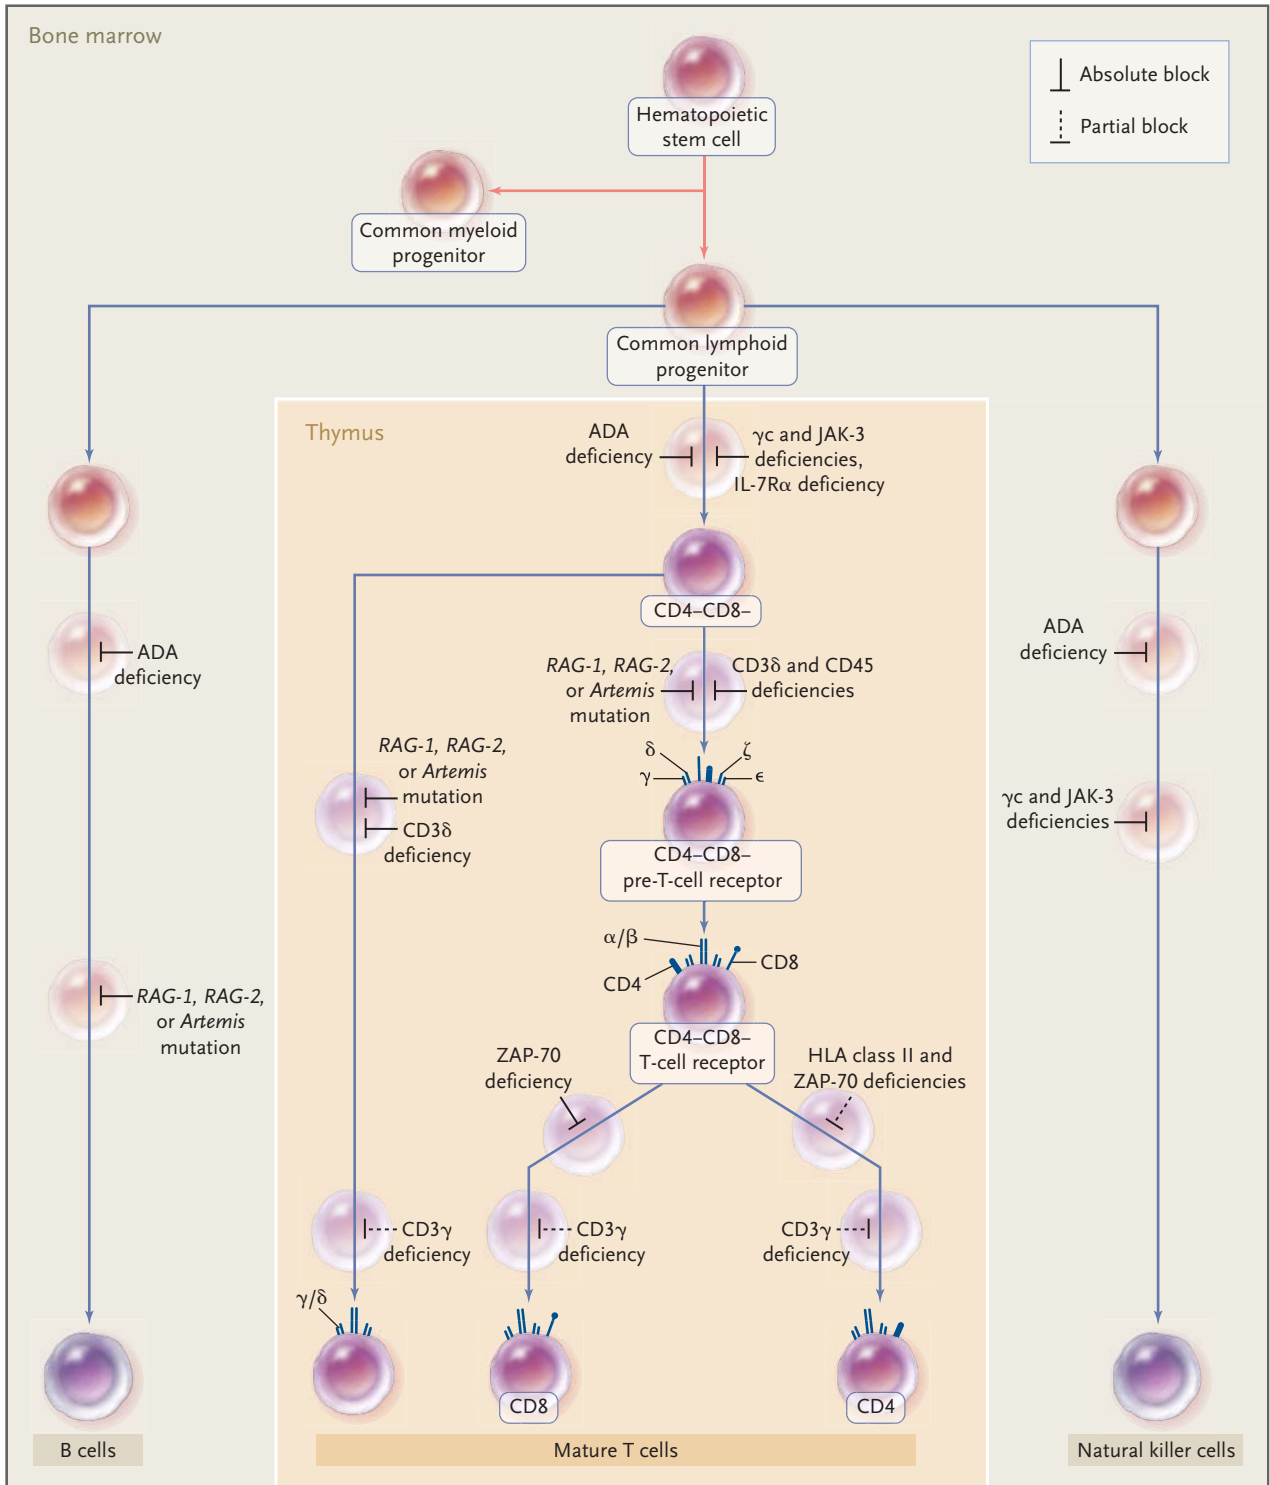 Bone marrow
Absolute block
Partial block
Hematopoietic
stem cell
Common myeloid
progenitor
Common lymphoid
progenitor
Thymus
ADA
deficiency
γc and JAK-3
deficiencies,
IL-7Rα deficiency
CD4–CD8–
ADA
deficiency
RAG-1, RAG-2,
or Artemis
mutation
CD3δ and CD45
deficiencies
ADA
deficiency
RAG-1, RAG-2,
or Artemis
mutation
CD3δ
deficiency
δ
γ
ζ
ϵ
CD4–CD8–
pre-T-cell receptor
γc and JAK-3
deficiencies
α/β
CD4
CD8
CD4–CD8–
T-cell receptor
RAG-1, RAG-2,
or Artemis
mutation
ZAP-70
deficiency
HLA class II and
ZAP-70 deficiencies
CD3γ
deficiency
CD3γ
deficiency
CD3γ
deficiency
γ/δ
CD8
CD4
B cells
Mature T cells
Natural killer cells